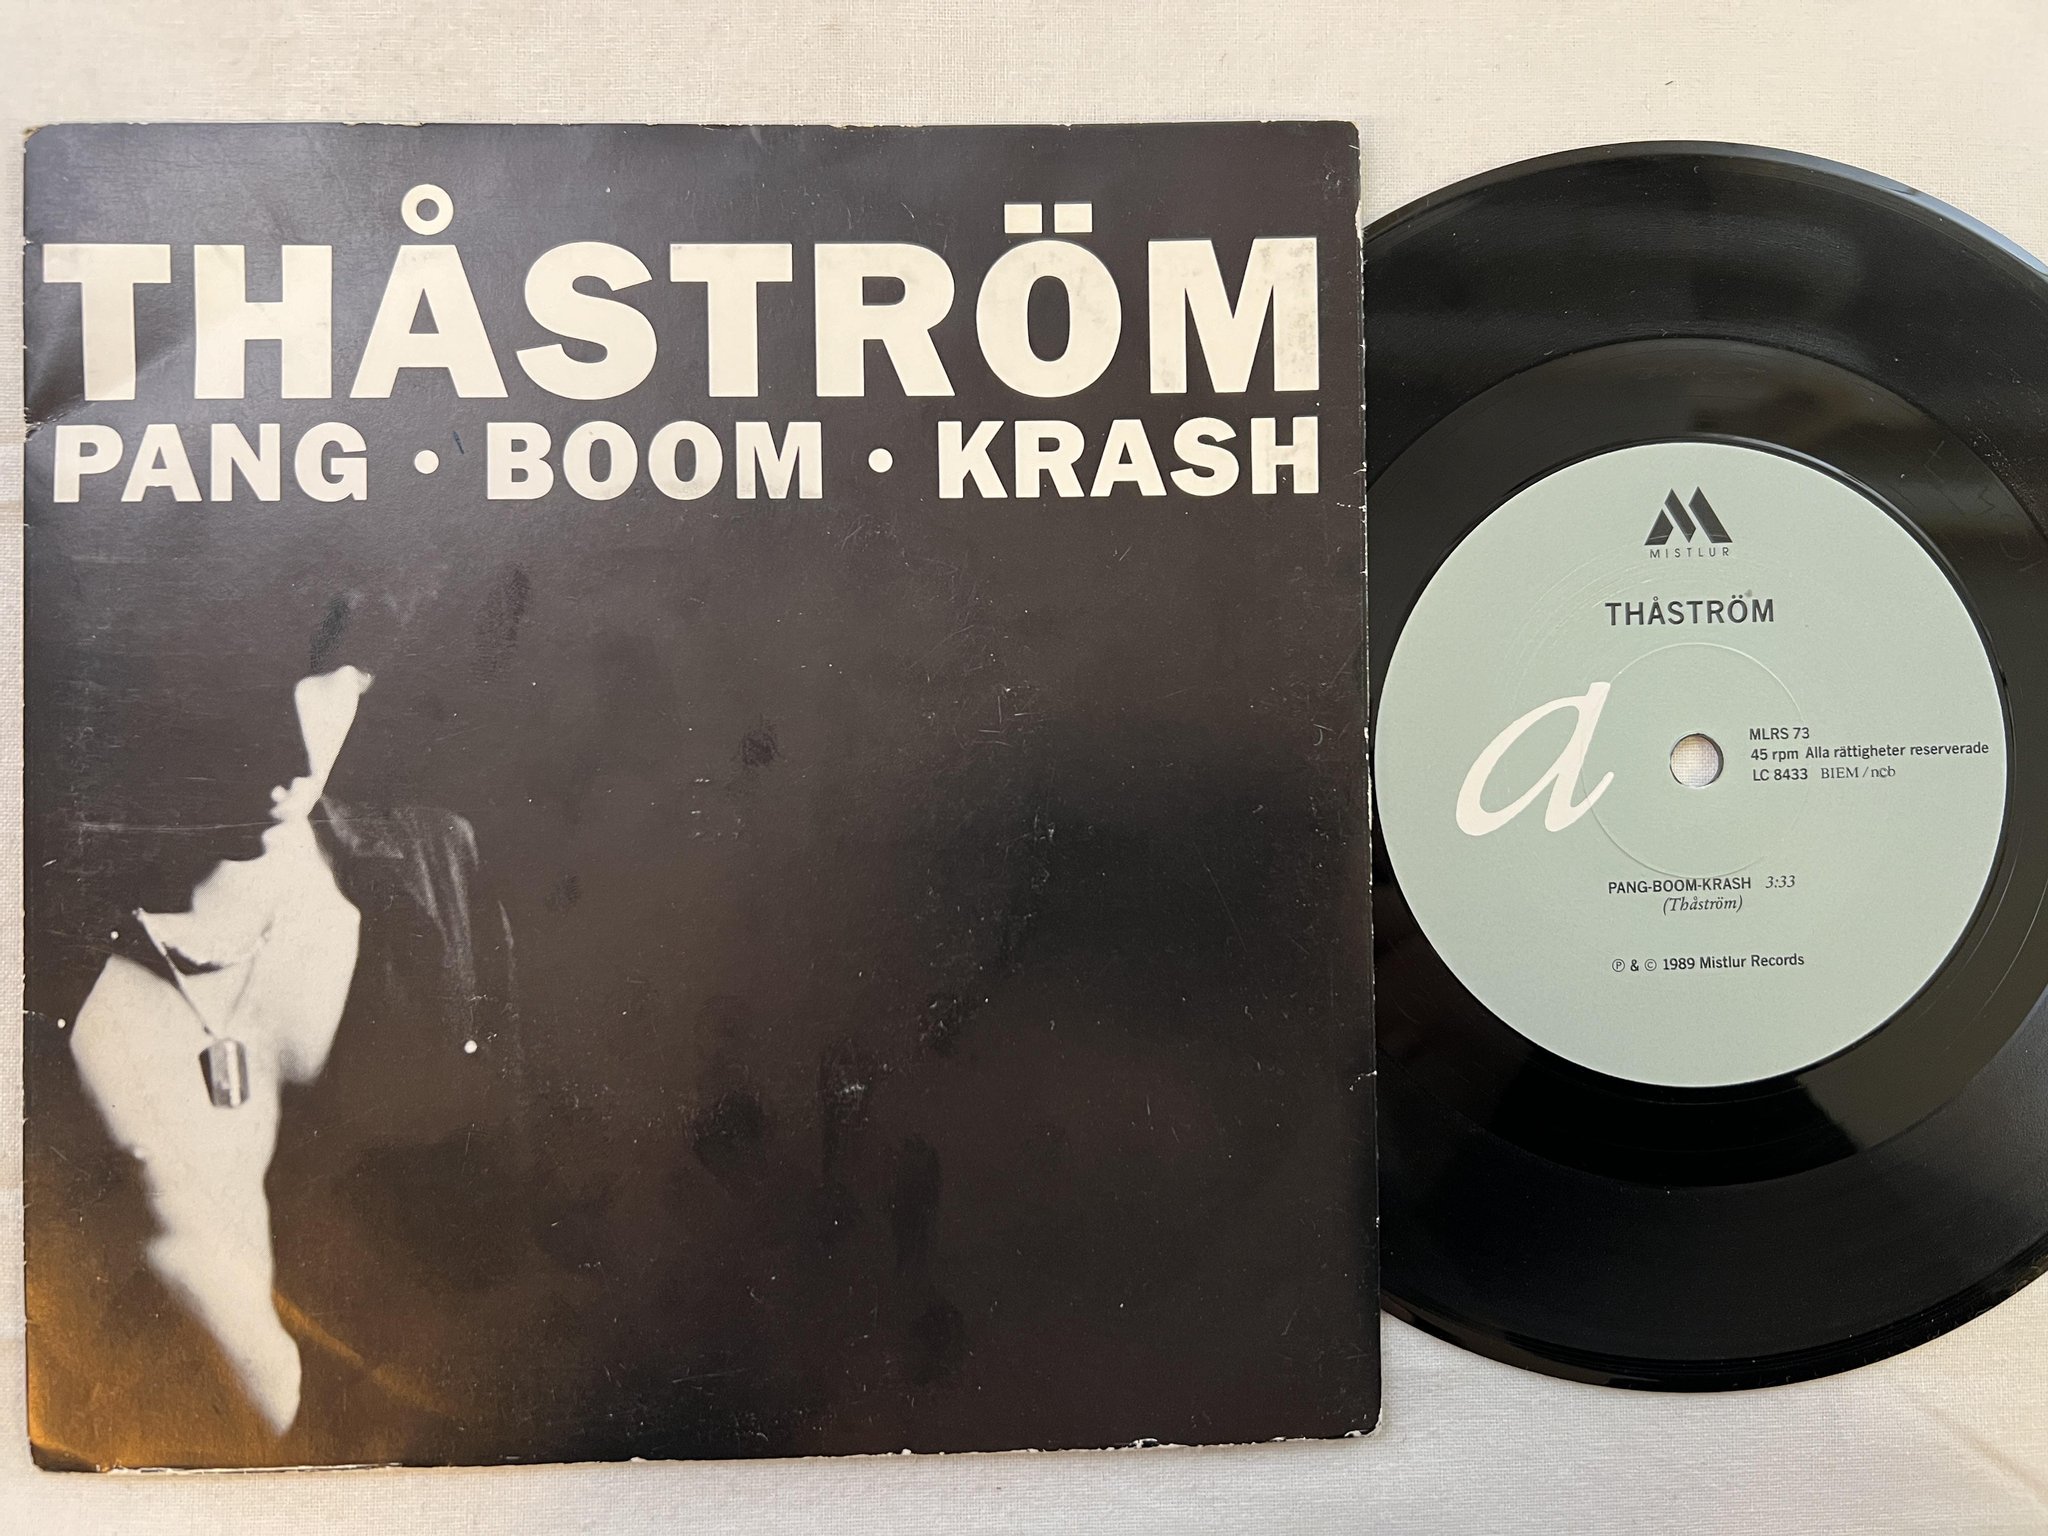 THÅSTRÖM
PANG • BOOM • KRASH
MISTLUR
THÅSTRÖM
a
MLRS 73
45 rpm Alla rättigheter reserverade
LC 8433 BIEM/ncb
PANG-BOOM-KRASH 3:33
(Thåström)
℗ & © 1989 Mistlur Records